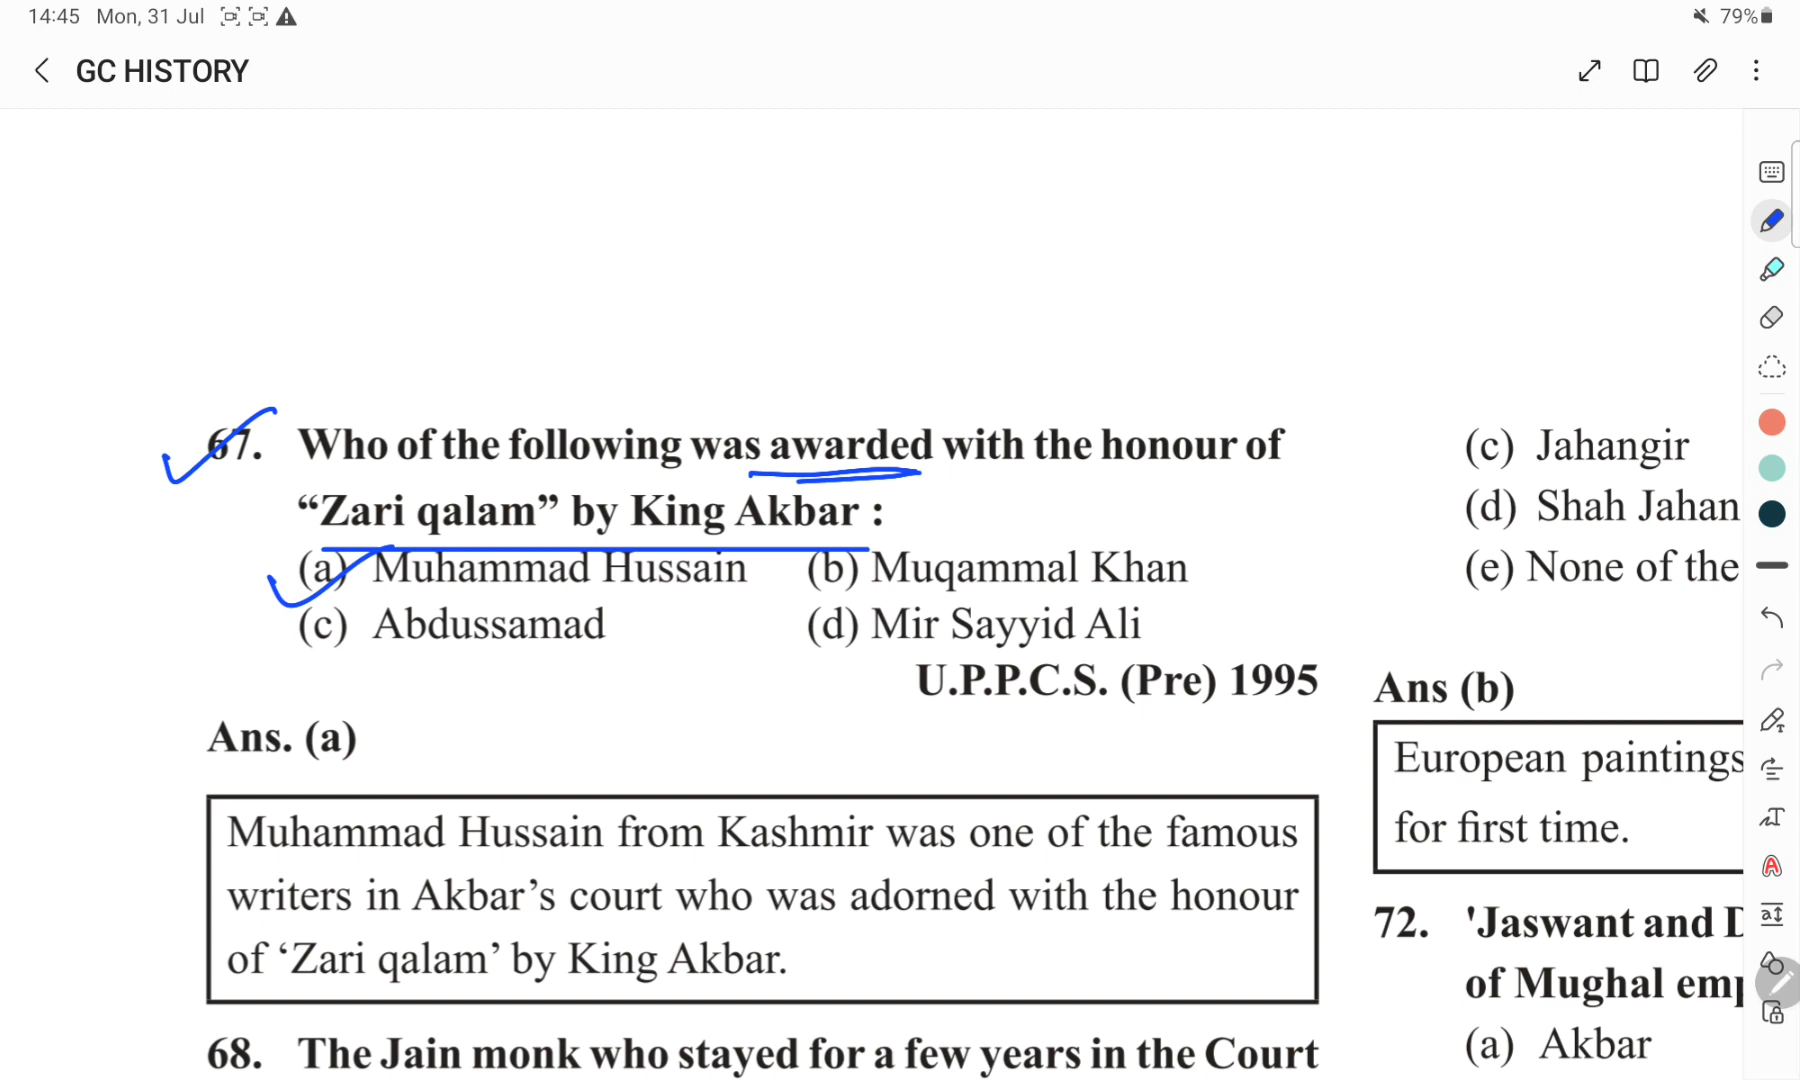 14:45 Mon, 31 Jul
79%
GC HISTORY
67. Who of the following was awarded with the honour of
“Zari qalam” by King Akbar :
(a) Muhammad Hussain (b) Muqammal Khan
(c) Abdussamad (d) Mir Sayyid Ali
U.P.P.C.S. (Pre) 1995
Ans. (a)
Muhammad Hussain from Kashmir was one of the famous
writers in Akbar’s court who was adorned with the honour
of ‘Zari qalam’ by King Akbar.
68. The Jain monk who stayed for a few years in the Court
(c) Jahangir
(d) Shah Jahan
(e) None of the
Ans (b)
European paintings
for first time.
72. 'Jaswant and
of Mughal
(a) Akbar